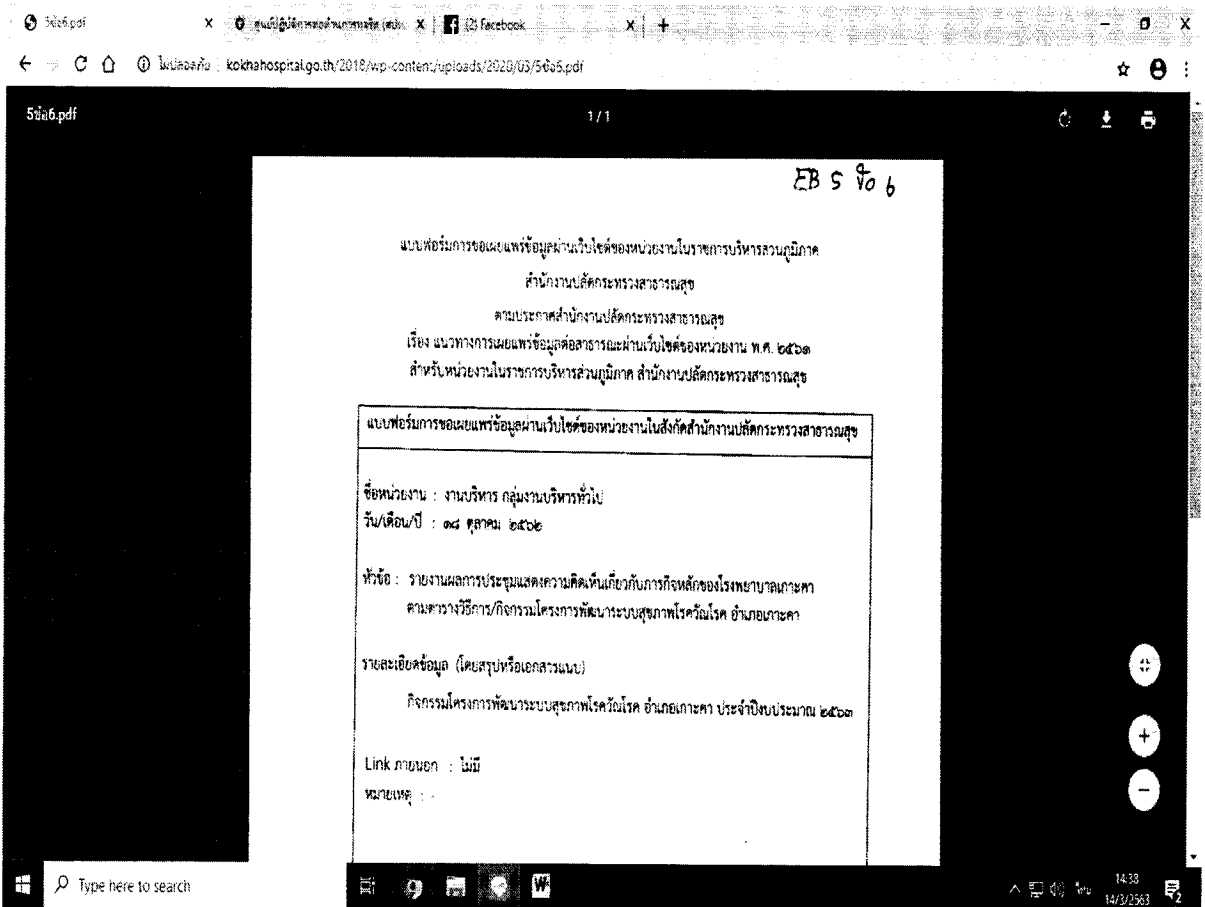 5ข้อ6.pdf
(2) Facebook
ไม่ปลอดภัย kokhahospital.go.th/2018/wp-content/uploads/2020/03/5ข้อ6.pdf
5ข้อ6.pdf
1 / 1
EB 5 ข้อ 6
แบบฟอร์มการขอเผยแพร่ข้อมูลผ่านเว็บไซต์ของหน่วยงานในราชการบริหารส่วนภูมิภาค
สำนักงานปลัดกระทรวงสาธารณสุข
ตามประกาศสำนักงานปลัดกระทรวงสาธารณสุข
เรื่อง แนวทางการเผยแพร่ข้อมูลต่อสาธารณะผ่านเว็บไซต์ของหน่วยงาน พ.ศ. ๒๕๖๑
สำหรับหน่วยงานในราชการบริหารส่วนภูมิภาค สำนักงานปลัดกระทรวงสาธารณสุข
แบบฟอร์มการขอเผยแพร่ข้อมูลผ่านเว็บไซต์ของหน่วยงานในสังกัดสำนักงานปลัดกระทรวงสาธารณสุข
ชื่อหน่วยงาน : งานบริหาร กลุ่มงานบริหารทั่วไป
วัน/เดือน/ปี : ๑๘ ตุลาคม ๒๕๖๒
หัวข้อ : รายงานผลการประชุมแสดงความคิดเห็นเกี่ยวกับภารกิจหลักของโรงพยาบาลเกาะคา
ตามตารางวิธีการ/กิจกรรมโครงการพัฒนาระบบสุขภาพโรควัณโรค อำเภอเกาะคา
รายละเอียดข้อมูล (โดยสรุปหรือเอกสารแนบ)
กิจกรรมโครงการพัฒนาระบบสุขภาพโรควัณโรค อำเภอเกาะคา ประจำปีงบประมาณ ๒๕๖๓
Link ภายนอก : ไม่มี
หมายเหตุ : -
Type here to search
14:33
14/3/2563